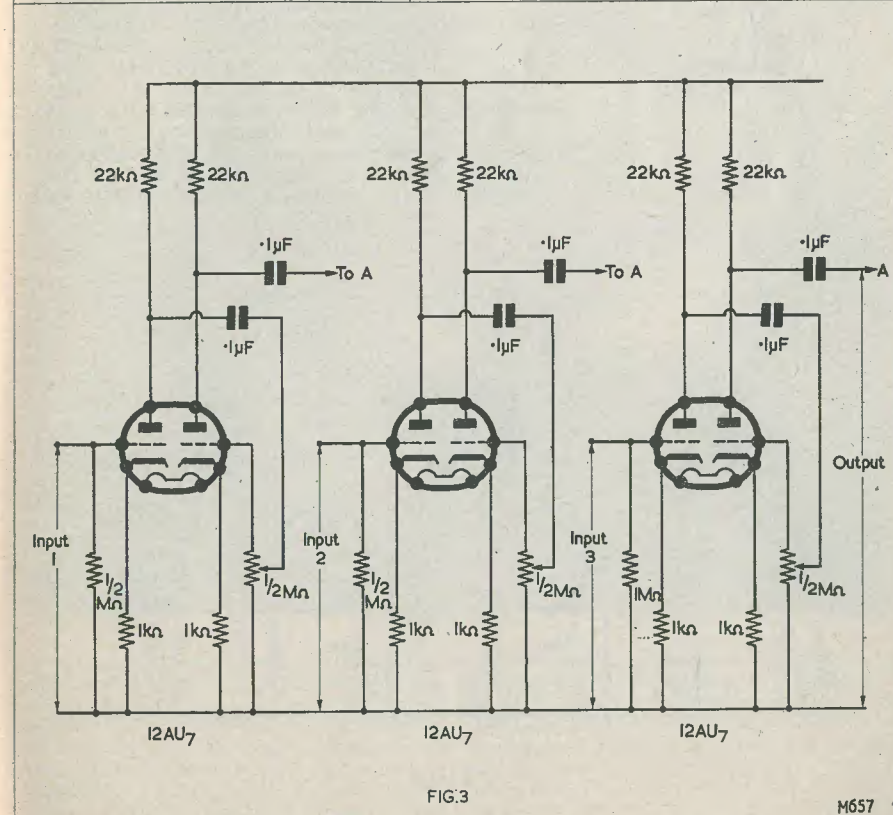 22kΩ 22kΩ 22kΩ 22kΩ 22kΩ 22kΩ
·1µF ·1µF ·1µF
To A To A A
·1µF ·1µF ·1µF
Output
Input
1
Input
2
Input
3
1/2
MΩ
1/2MΩ
1/2
MΩ
1/2MΩ
1MΩ
1/2MΩ
1kΩ 1kΩ 1kΩ 1kΩ 1kΩ 1kΩ
12AU7 12AU7 12AU7
FIG.3
M657